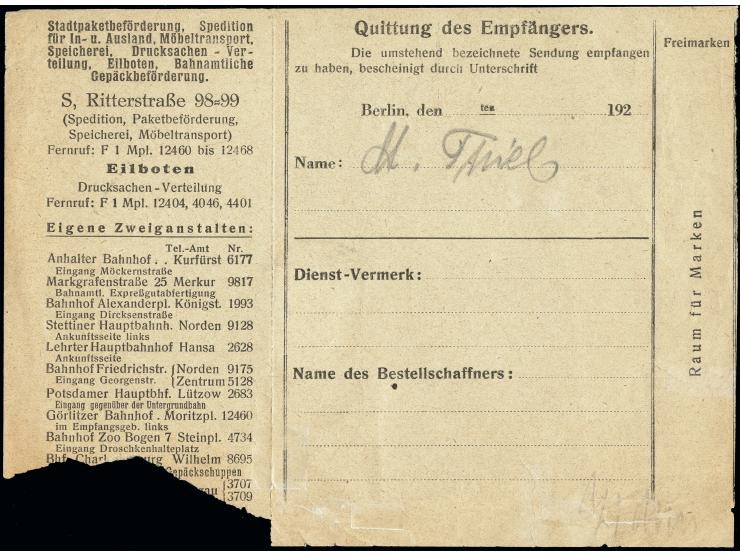 Stadtpaketbeförderung, Spedition
für In- u. Ausland, Möbeltransport,
Speicherei, Drucksachen-Ver-
teilung, Eilboten, Bahnamtliche
Gepäckbeförderung.
S, Ritterstraße 98=99
(Spedition, Paketbeförderung,
Speicherei, Möbeltransport)
Fernruf: F 1 Mpl. 12460 bis 12468
Eilboten
Drucksachen-Verteilung
Fernruf: F 1 Mpl. 12404, 4046, 4401
Eigene Zweiganstalten:
Tel.-Amt Nr.
Anhalter Bahnhof . . Kurfürst 6177
Eingang Möckernstraße
Markgrafenstraße 25 Merkur 9817
Bahnamtl. Expreßgutabfertigung
Bahnhof Alexanderpl. Königst. 1993
Eingang Dircksenstraße
Stettiner Hauptbahnh. Norden 9128
Ankunftsseite links
Lehrter Hauptbahnhof Hansa 2628
Ankunftsseite
Bahnhof Friedrichstr. Norden 9175
Eingang Georgenstr. Zentrum 5128
Potsdamer Hauptbhf. Lützow 2683
Eingang gegenüber der Untergrundbahn
Görlitzer Bahnhof . Moritzpl. 12460
im Empfangsgeb. links
Bahnhof Zoo Bogen 7 Steinpl. 4734
Eingang Droschkenhalteplatz
Bhf. Wilhelm 8695
Gepäckschuppen
3707
3709
Quittung des Empfängers.
Die umstehend bezeichnete Sendung empfangen
zu haben, bescheinigt durch Unterschrift
Berlin, den ten 192
Name: H. Thiel
Dienst-Vermerk:
Name des Bestellschaffners:
Freimarken
Raum für Marken